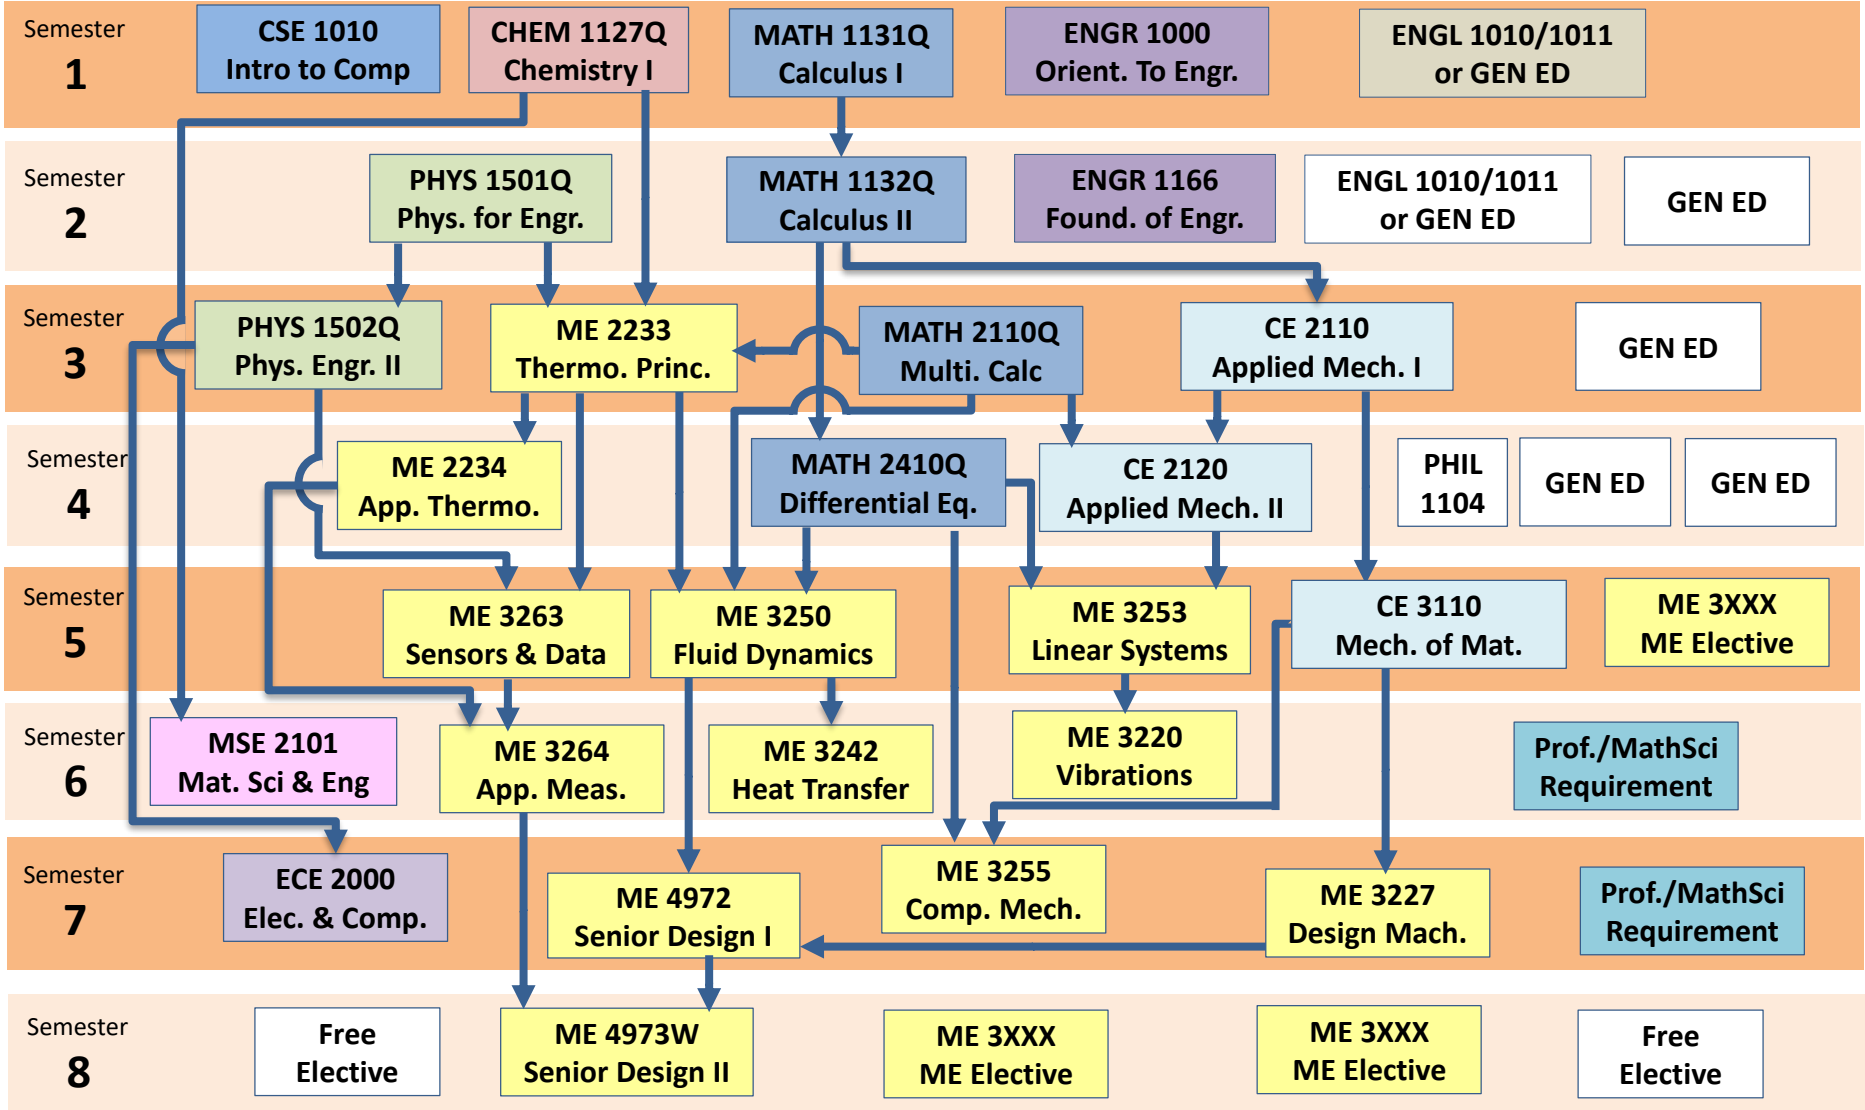 Semester
1
CSE 1010
Intro to Comp
CHEM 1127Q
Chemistry I
MATH 1131Q
Calculus I
ENGR 1000
Orient. To Engr.
ENGL 1010/1011
or GEN ED
Semester
2
PHYS 1501Q
Phys. for Engr.
MATH 1132Q
Calculus II
ENGR 1166
Found. of Engr.
ENGL 1010/1011
or GEN ED
GEN ED
Semester
3
PHYS 1502Q
Phys. Engr. II
ME 2233
Thermo. Princ.
MATH 2110Q
Multi. Calc
CE 2110
Applied Mech. I
GEN ED
Semester
4
ME 2234
App. Thermo.
MATH 2410Q
Differential Eq.
CE 2120
Applied Mech. II
PHIL
1104
GEN ED
GEN ED
Semester
5
ME 3263
Sensors & Data
ME 3250
Fluid Dynamics
ME 3253
Linear Systems
CE 3110
Mech. of Mat.
ME 3XXX
ME Elective
Semester
6
MSE 2101
Mat. Sci & Eng
ME 3264
App. Meas.
ME 3242
Heat Transfer
ME 3220
Vibrations
Prof./MathSci
Requirement
Semester
7
ECE 2000
Elec. & Comp.
ME 4972
Senior Design I
ME 3255
Comp. Mech.
ME 3227
Design Mach.
Prof./MathSci
Requirement
Semester
8
Free
Elective
ME 4973W
Senior Design II
ME 3XXX
ME Elective
ME 3XXX
ME Elective
Free
Elective